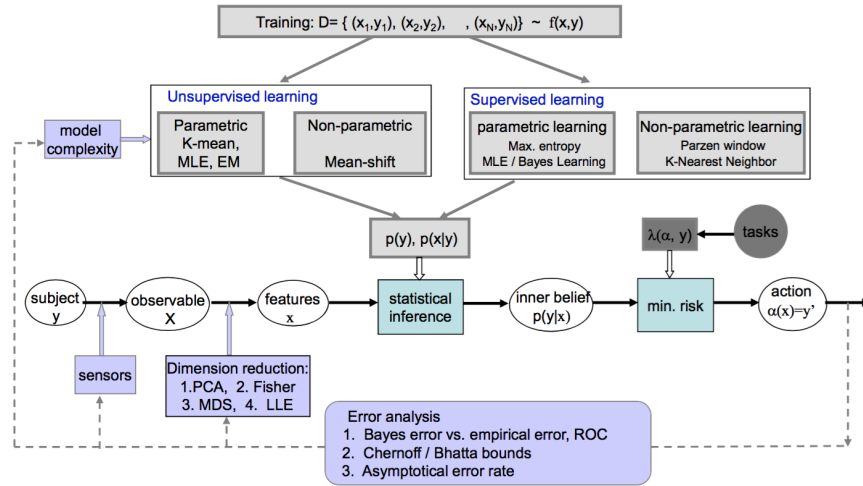 Training: D= { (x1,y1), (x2,y2), , (xN,yN)} ~ f(x,y)
Unsupervised learning
Parametric
K-mean,
MLE, EM
Non-parametric
Mean-shift
Supervised learning
parametric learning
Max. entropy
MLE / Bayes Learning
Non-parametric learning
Parzen window
K-Nearest Neighbor
model
complexity
p(y), p(x|y)
λ(α, y)
tasks
subject
y
observable
X
features
x
statistical
inference
inner belief
p(y|x)
min. risk
action
α(x)=y’
sensors
Dimension reduction:
1.PCA, 2. Fisher
3. MDS, 4. LLE
Error analysis
1. Bayes error vs. empirical error, ROC
2. Chernoff / Bhatta bounds
3. Asymptotical error rate